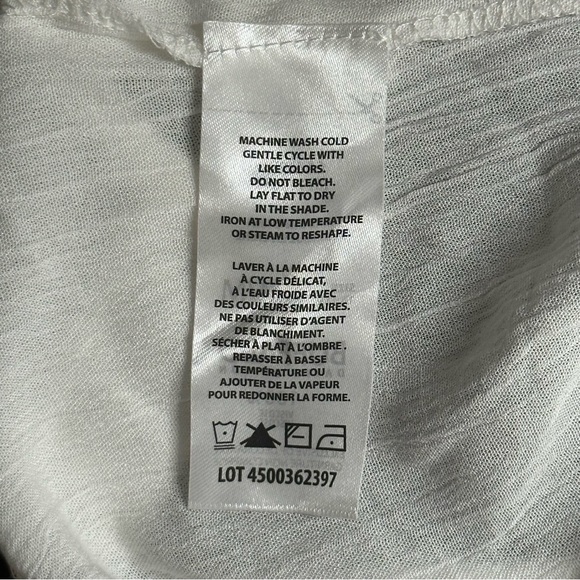 MACHINE WASH COLD
GENTLE CYCLE WITH
LIKE COLORS.
DO NOT BLEACH.
LAY FLAT TO DRY
IN THE SHADE.
IRON AT LOW TEMPERATURE
OR STEAM TO RESHAPE.
LAVER À LA MACHINE
À CYCLE DÉLICAT,
À L'EAU FROIDE AVEC
DES COULEURS SIMILAIRES.
NE PAS UTILISER D'AGENT
DE BLANCHIMENT.
SÉCHER À PLAT À L'OMBRE.
REPASSER À BASSE
TEMPÉRATURE OU
AJOUTER DE LA VAPEUR
POUR REDONNER LA FORME.
LOT 4500362397